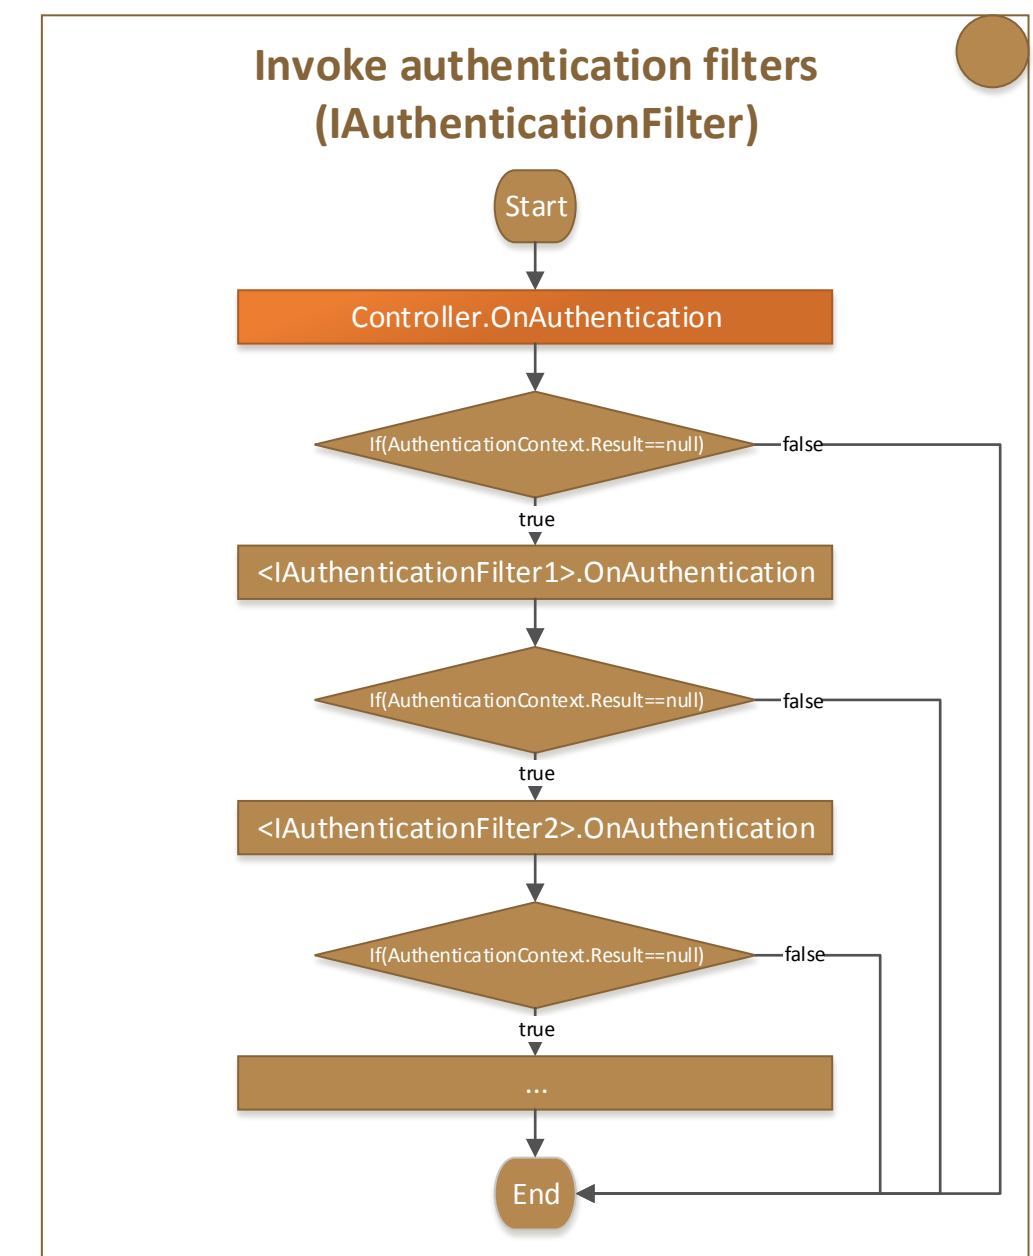 Invoke authentication filters
(IAuthenticationFilter)
Start
Controller.OnAuthentication
If(AuthenticationContext.Result==null)
false
true
<IAuthenticationFilter1>.OnAuthentication
If(AuthenticationContext.Result==null)
false
true
<IAuthenticationFilter2>.OnAuthentication
If(AuthenticationContext.Result==null)
false
true
...
End